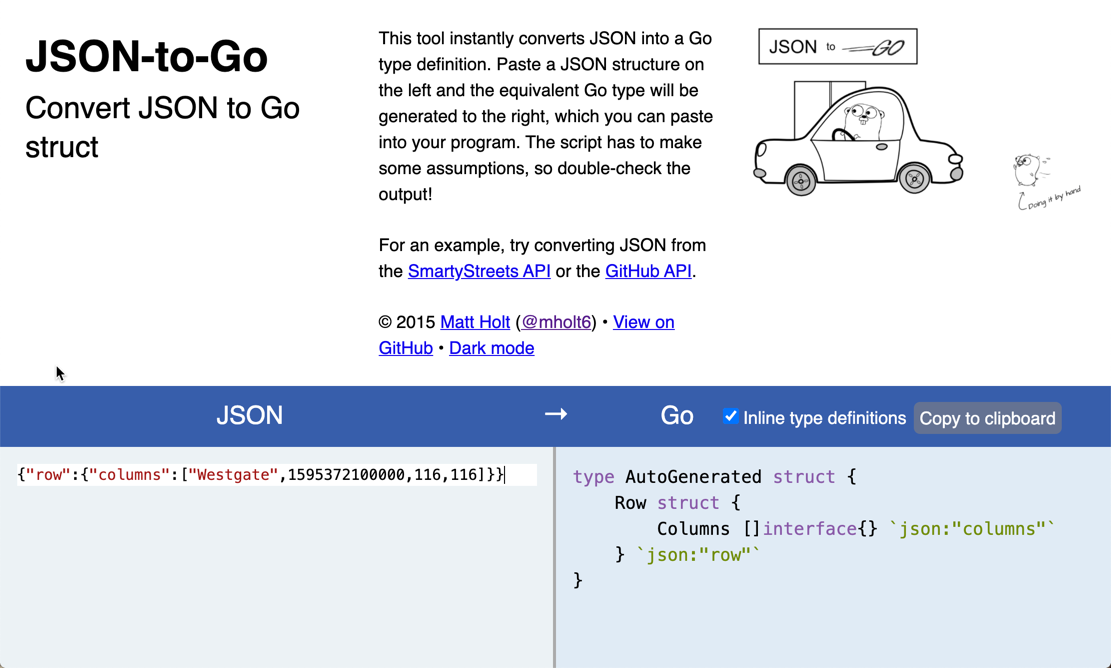 JSON-to-Go
Convert JSON to Go
struct
This tool instantly converts JSON into a Go
type definition. Paste a JSON structure on
the left and the equivalent Go type will be
generated to the right, which you can paste
into your program. The script has to make
some assumptions, so double-check the
output!
For an example, try converting JSON from
the SmartyStreets API or the GitHub API.
© 2015 Matt Holt (@mholt6) • View on
GitHub • Dark mode
JSON to GO
Doing it by hand
JSON → Go Inline type definitions Copy to clipboard
{"row":{"columns":["Westgate",1595372100000,116,116]}}
type AutoGenerated struct {
    Row struct {
        Columns []interface{} `json:"columns"`
    } `json:"row"`
}